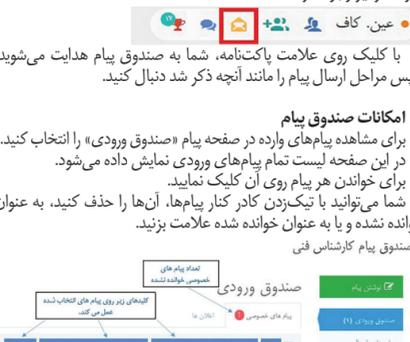 عین. کاف
۱۷
با کلیک روی علامت پاکت‌نامه، شما به صندوق پیام هدایت می‌شوید
پس مراحل ارسال پیام را مانند آنچه ذکر شد دنبال کنید.
امکانات صندوق پیام
برای مشاهده پیام‌های وارده در صفحه پیام «صندوق ورودی» را انتخاب کنید.
در این صفحه لیست تمام پیام‌های ورودی نمایش داده می‌شود.
برای خواندن هر پیام روی آن کلیک نمایید.
شما می‌توانید با تیک‌زدن کادر کنار پیام‌ها، آن‌ها را حذف کنید، به عنوان
خوانده نشده و یا به عنوان خوانده شده علامت بزنید.
صندوق پیام کارشناس فنی
نوشتن پیام
صندوق ورودی
تعداد پیام های
خصوصی خوانده نشده
صندوق ورودی (۱)
پیام های خصوصی
اعلان ها
کلیدهای زیر روی پیام های انتخاب شده
عمل می کند.